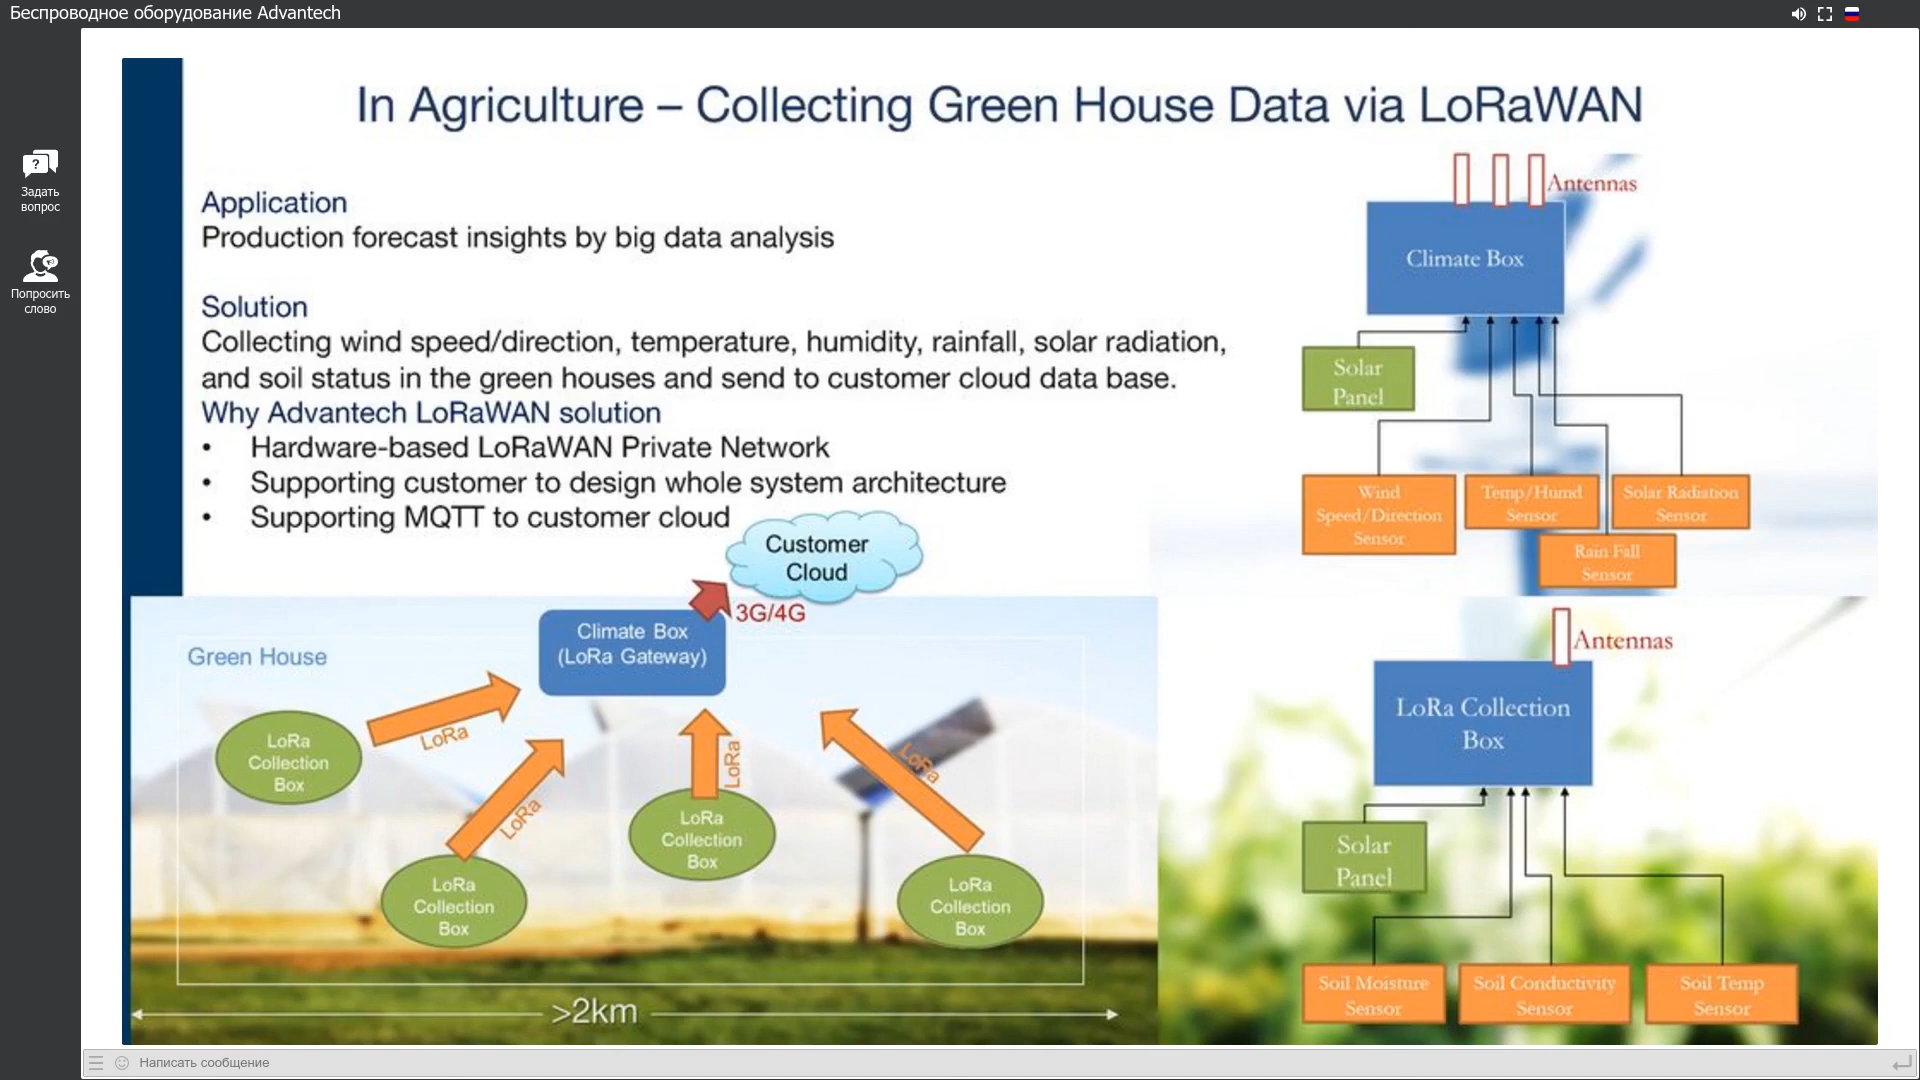 Беспроводное оборудование Advantech
Задать
вопрос
Попросить
слово
In Agriculture – Collecting Green House Data via LoRaWAN
Application
Production forecast insights by big data analysis
Solution
Collecting wind speed/direction, temperature, humidity, rainfall, solar radiation,
and soil status in the green houses and send to customer cloud data base.
Why Advantech LoRaWAN solution
• Hardware-based LoRaWAN Private Network
• Supporting customer to design whole system architecture
• Supporting MQTT to customer cloud
Customer
Cloud
3G/4G
Climate Box
(LoRa Gateway)
Green House
LoRa
Collection
Box
LoRa
LoRa
Collection
Box
LoRa
LoRa
Collection
Box
LoRa
LoRa
Collection
Box
LoRa
>2km
Antennas
Climate Box
Solar
Panel
Wind
Speed/Direction
Sensor
Temp/Humd
Sensor
Solar Radiation
Sensor
Rain Fall
Sensor
Antennas
LoRa Collection
Box
Solar
Panel
Soil Moisture
Sensor
Soil Conductivity
Sensor
Soil Temp
Sensor
Написать сообщение